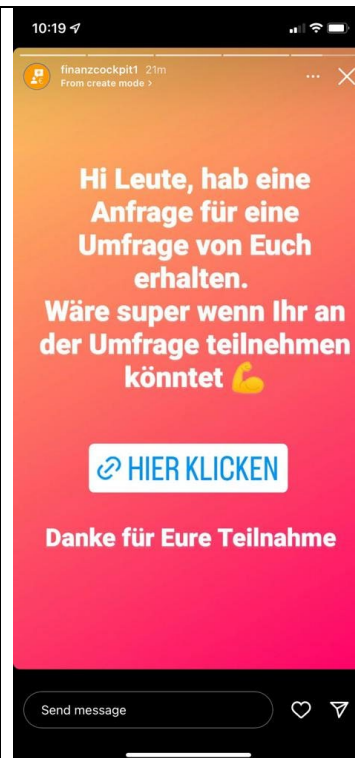 10:19
finanzcockpit1 21m
From create mode >
Hi Leute, hab eine
Anfrage für eine
Umfrage von Euch
erhalten.
Wäre super wenn Ihr an
der Umfrage teilnehmen
könntet 💪
HIER KLICKEN
Danke für Eure Teilnahme
Send message